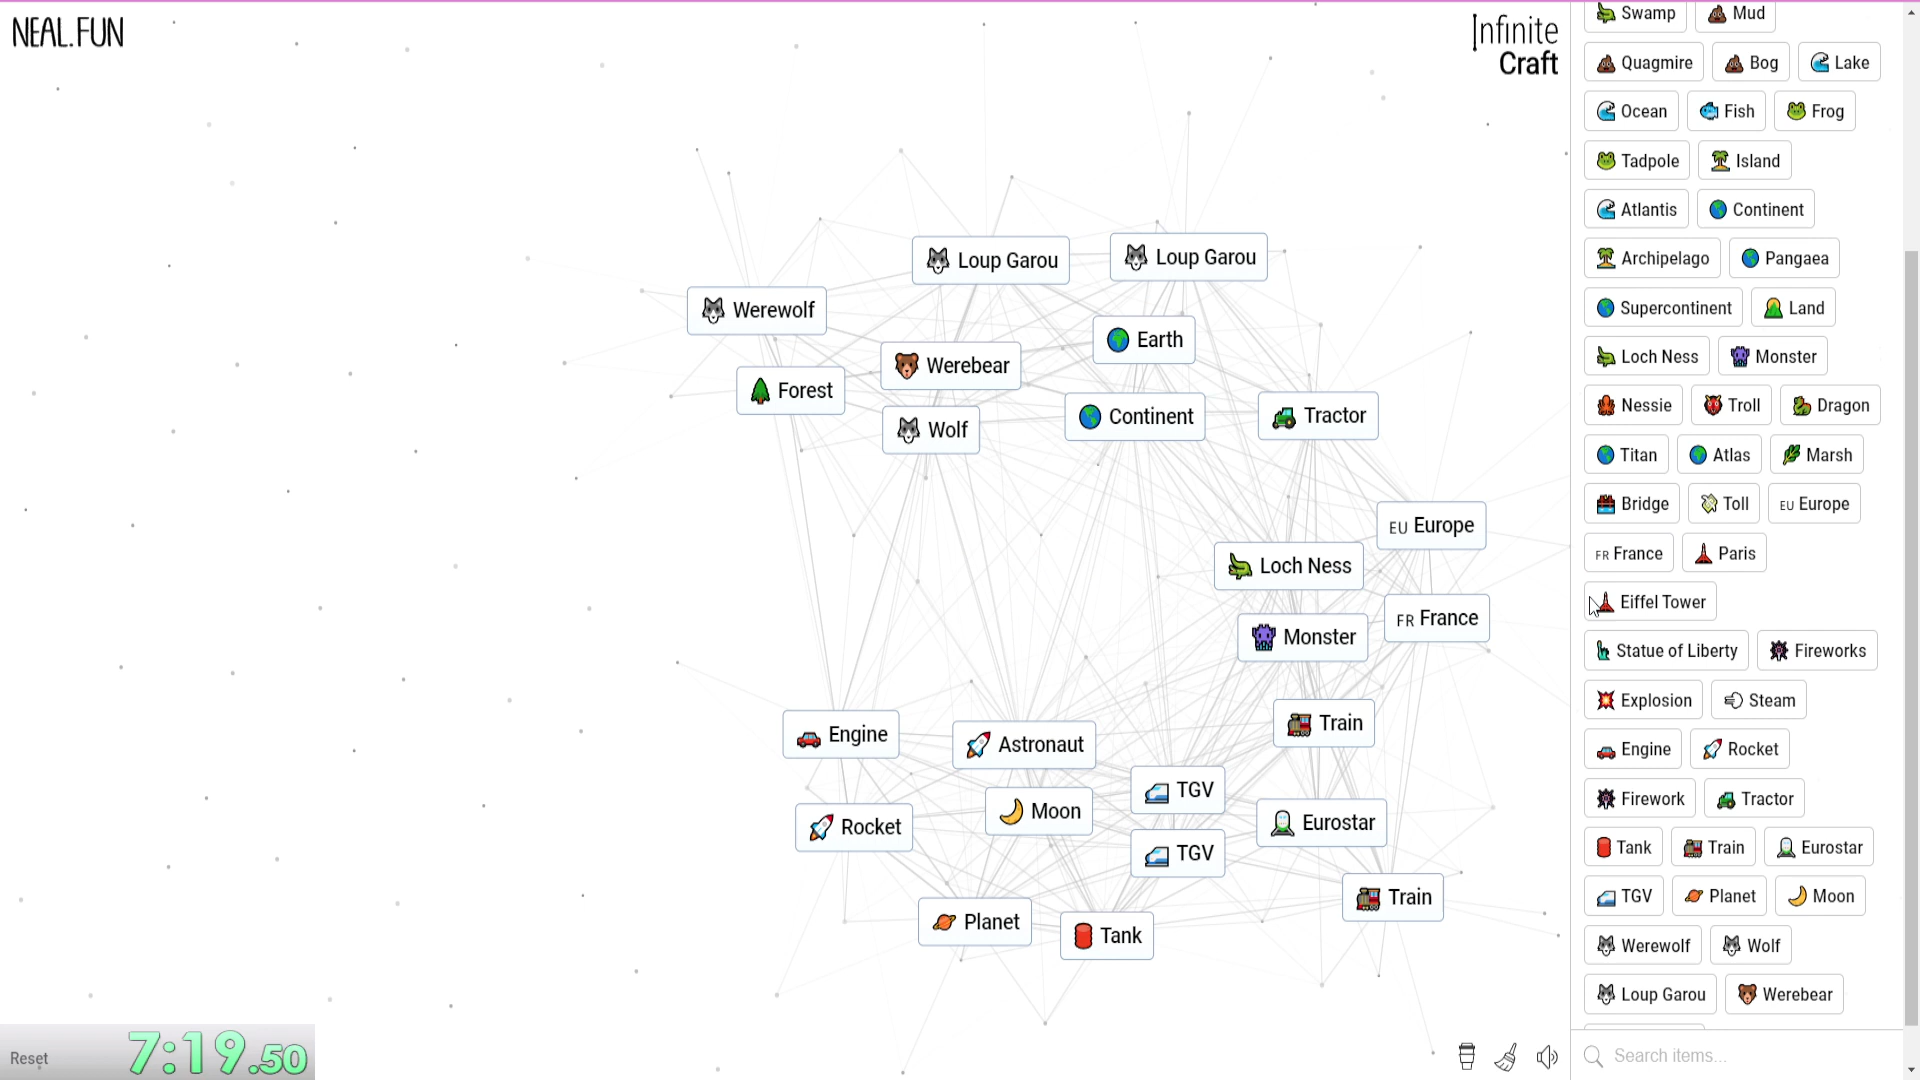 NEAL.FUN
Infinite
Craft
Loup Garou
Loup Garou
Werewolf
Earth
Werebear
Forest
Wolf
Continent
Tractor
EU Europe
Loch Ness
FR France
Monster
Train
Engine
Astronaut
TGV
Moon
Eurostar
Rocket
TGV
Train
Planet
Tank
Swamp Mud
Quagmire Bog Lake
Ocean Fish Frog
Tadpole Island
Atlantis Continent
Archipelago Pangaea
Supercontinent Land
Loch Ness Monster
Nessie Troll Dragon
Titan Atlas Marsh
Bridge Toll EU Europe
FR France Paris
Eiffel Tower
Statue of Liberty Fireworks
Explosion Steam
Engine Rocket
Firework Tractor
Tank Train Eurostar
TGV Planet Moon
Werewolf Wolf
Loup Garou Werebear
Search items...
Reset
7:19.50